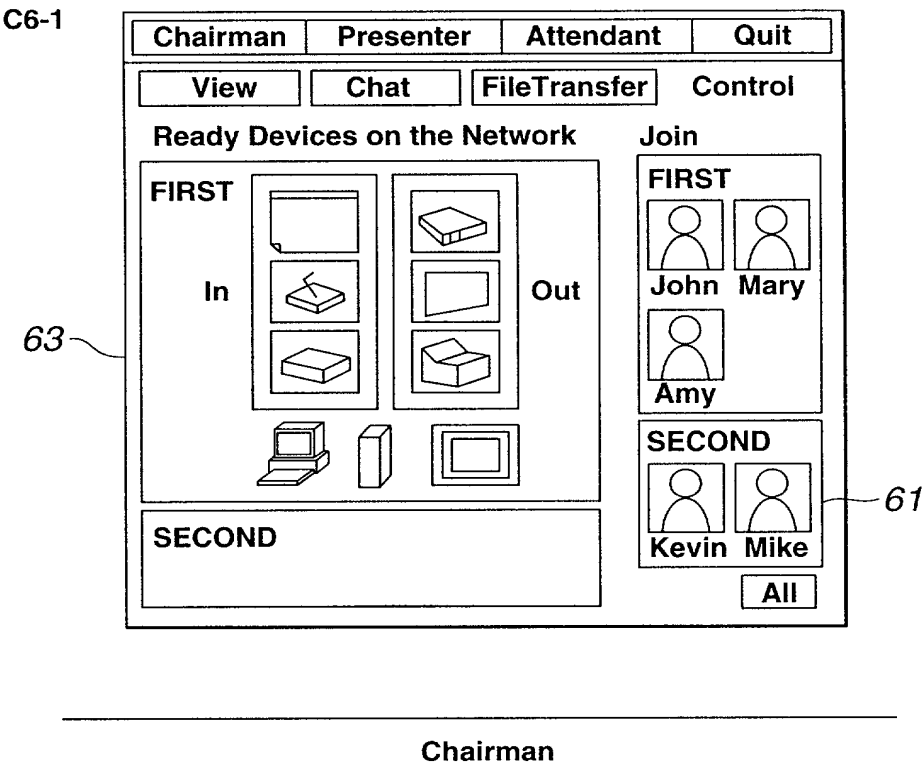 C6-1
Chairman Presenter Attendant Quit
View Chat FileTransfer Control
Ready Devices on the Network Join
FIRST FIRST
In Out John Mary
63
Amy
SECOND
61
SECOND Kevin Mike
All
Chairman